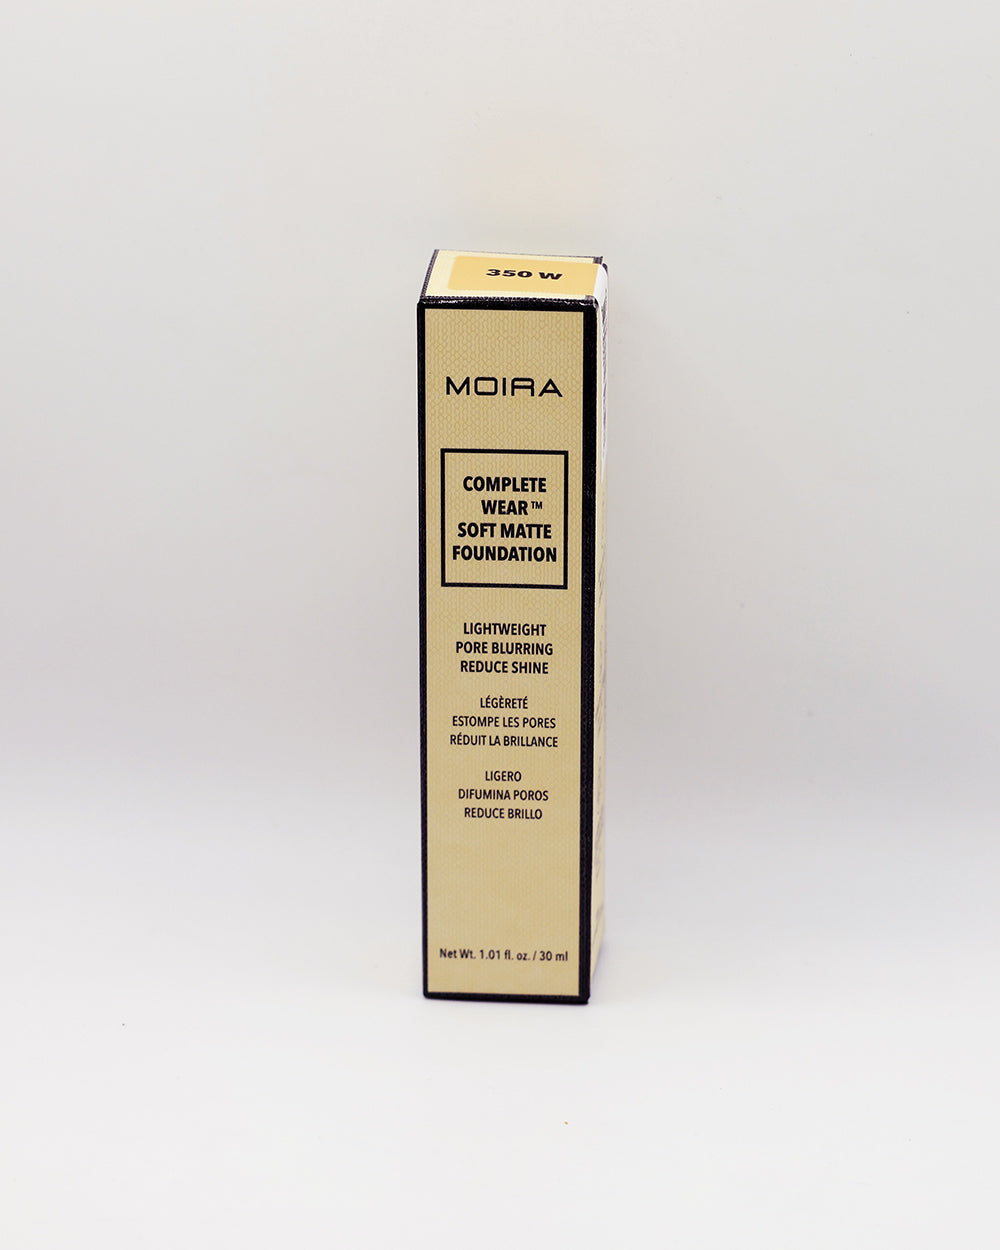 350 W
MOIRA
COMPLETE
WEAR™
SOFT MATTE
FOUNDATION
LIGHTWEIGHT
PORE BLURRING
REDUCE SHINE
LÉGÈRETÉ
ESTOMPE LES PORES
RÉDUIT LA BRILLANCE
LIGERO
DIFUMINA POROS
REDUCE BRILLO
Net Wt. 1.01 fl. oz. / 30 ml